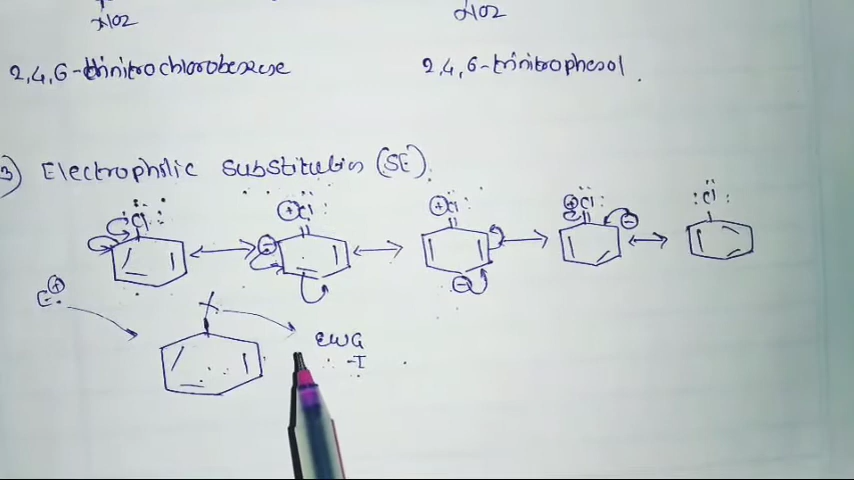 NO2 NO2
2,4,6-trinitrochlorobenzene 2,4,6-trinitrophenol.
3) Electrophilic substitution (SE).
Cl Cl Cl Cl Cl
E
X
EWG
-I